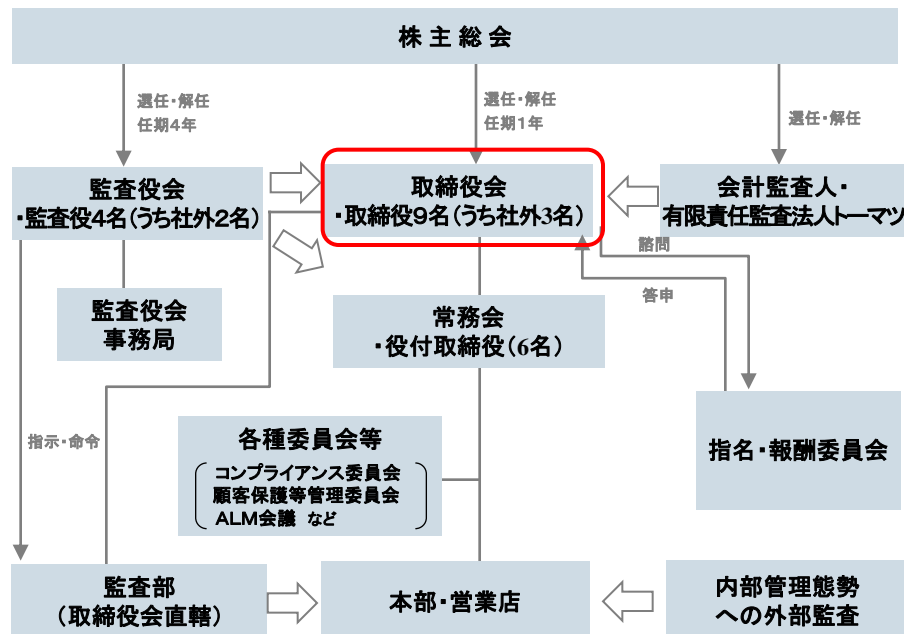 株主総会
選任・解任
任期4年
選任・解任
任期1年
選任・解任
監査役会
・監査役4名(うち社外2名)
取締役会
・取締役9名(うち社外3名)
会計監査人・
有限責任監査法人トーマツ
諮問
答申
監査役会
事務局
常務会
・役付取締役(6名)
指示・命令
各種委員会等
コンプライアンス委員会
顧客保護等管理委員会
ALM会議 など
指名・報酬委員会
監査部
(取締役会直轄)
本部・営業店
内部管理態勢
への外部監査